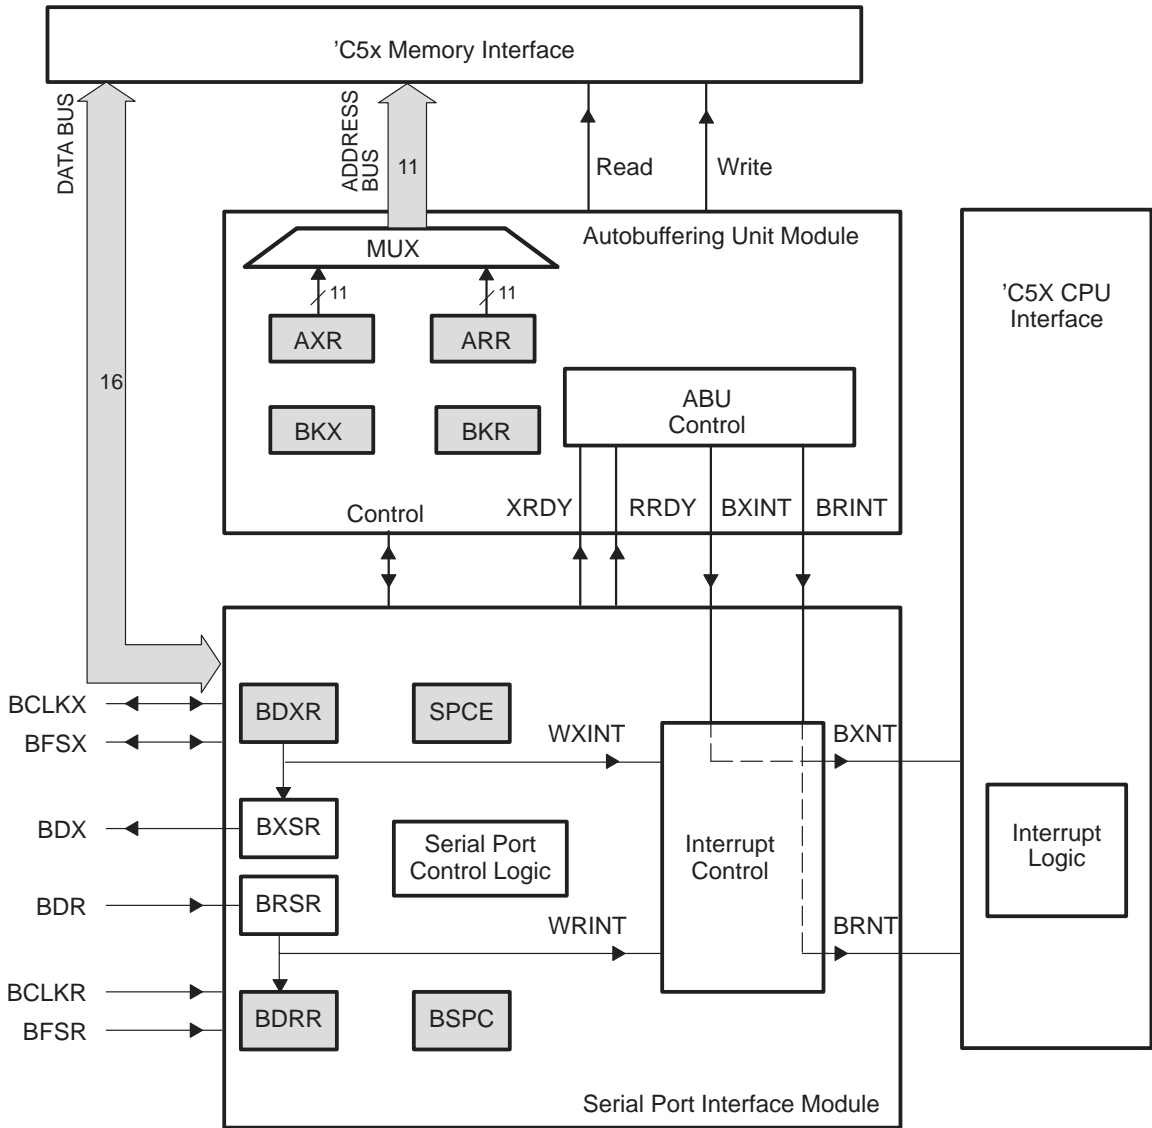 'C5x Memory Interface
DATA BUS
ADDRESS
BUS
11
Read
Write
Autobuffering Unit Module
MUX
11
11
'C5X CPU
Interface
AXR
ARR
16
ABU
Control
BKX
BKR
Control
XRDY
RRDY
BXINT
BRINT
BCLKX
BFSX
BDX
BDR
BCLKR
BFSR
BDXR
SPCE
WXINT
BXNT
BXSR
Serial Port
Control Logic
Interrupt
Control
Interrupt
Logic
BRSR
WRINT
BRNT
BDRR
BSPC
Serial Port Interface Module